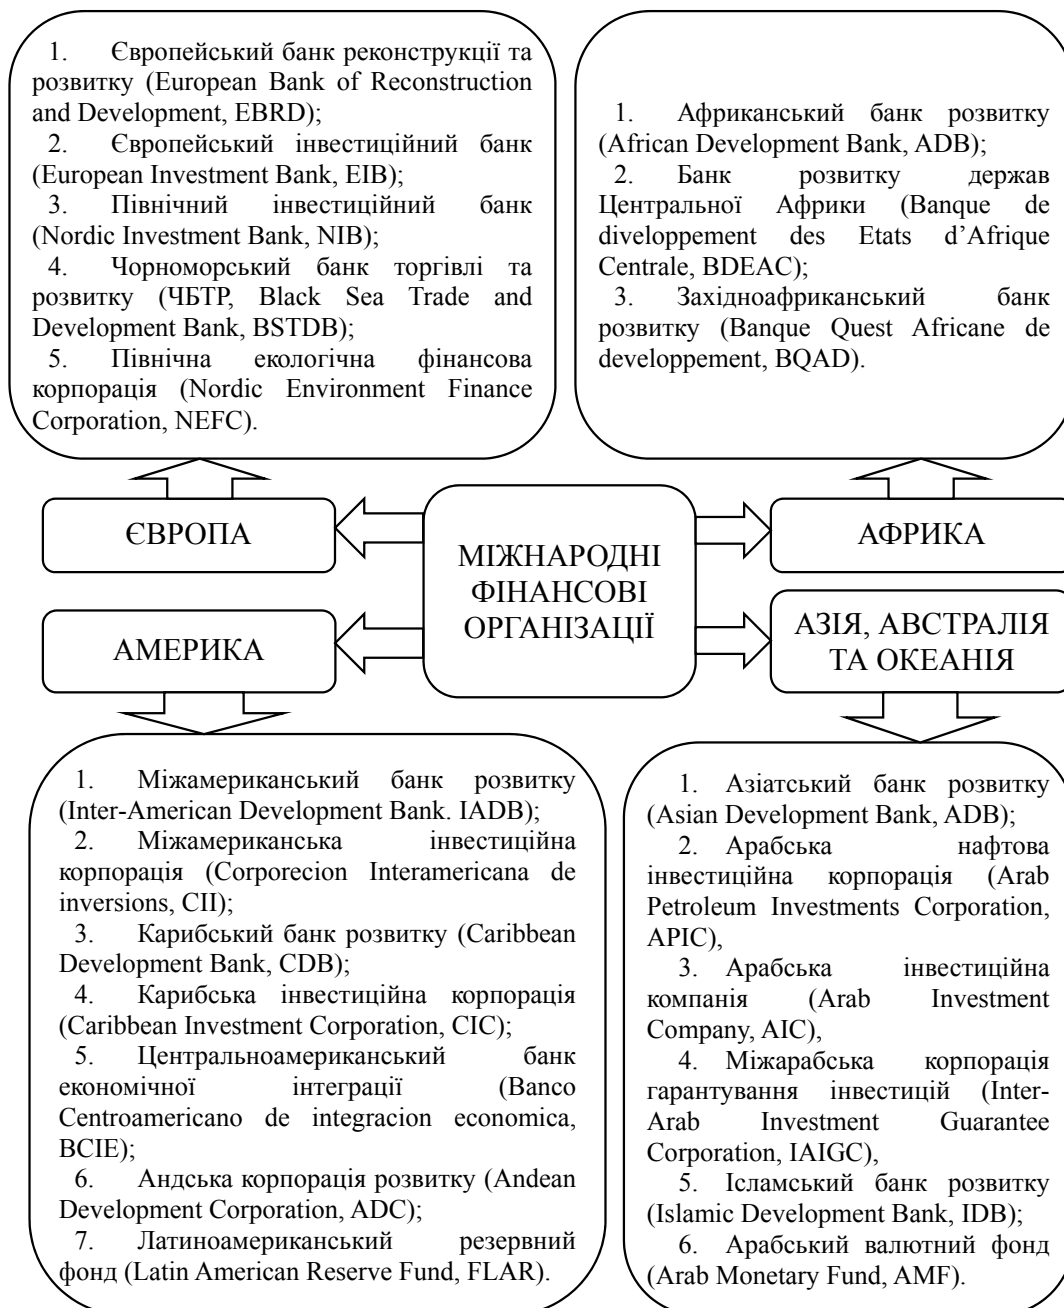 1. Європейський банк реконструкції та
розвитку (European Bank of Reconstruction
and Development, EBRD);
2. Європейський інвестиційний банк
(European Investment Bank, EIB);
3. Північний інвестиційний банк
(Nordic Investment Bank, NIB);
4. Чорноморський банк торгівлі та
розвитку (ЧБТР, Black Sea Trade and
Development Bank, BSTDB);
5. Північна екологічна фінансова
корпорація (Nordic Environment Finance
Corporation, NEFC).
1. Африканський банк розвитку
(African Development Bank, ADB);
2. Банк розвитку держав
Центральної Африки (Banque de
diveloppement des Etats d’Afrique
Centrale, BDEAC);
3. Західноафриканський банк
розвитку (Banque Quest Africane de
developpement, BQAD).
ЄВРОПА
МІЖНАРОДНІ
ФІНАНСОВІ
ОРГАНІЗАЦІЇ
АФРИКА
АМЕРИКА
АЗІЯ, АВСТРАЛІЯ
ТА ОКЕАНІЯ
1. Міжамериканський банк розвитку
(Inter-American Development Bank. IADB);
2. Міжамериканська інвестиційна
корпорація (Corporecion Interamericana de
inversions, CII);
3. Карибський банк розвитку (Caribbean
Development Bank, CDB);
4. Карибська інвестиційна корпорація
(Caribbean Investment Corporation, CIC);
5. Центральноамериканський банк
економічної інтеграції (Banco
Centroamericano de integracion economica,
BCIE);
6. Андська корпорація розвитку (Andean
Development Corporation, ADC);
7. Латиноамериканський резервний
фонд (Latin American Reserve Fund, FLAR).
1. Азіатський банк розвитку
(Asian Development Bank, ADB);
2. Арабська нафтова
інвестиційна корпорація (Arab
Petroleum Investments Corporation,
APIC),
3. Арабська інвестиційна
компанія (Arab Investment
Company, AIC),
4. Міжарабська корпорація
гарантування інвестицій (Inter-
Arab Investment Guarantee
Corporation, IAIGC),
5. Ісламський банк розвитку
(Islamic Development Bank, IDB);
6. Арабський валютний фонд
(Arab Monetary Fund, AMF).